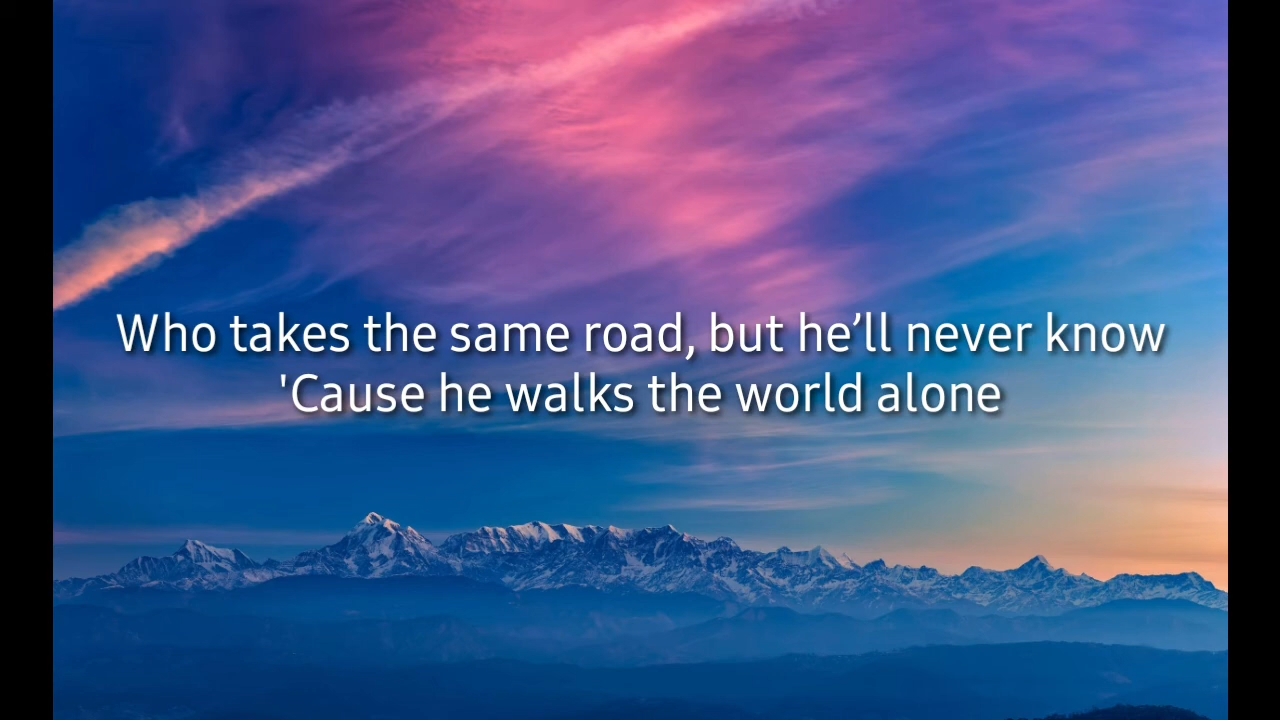 Who takes the same road, but he’ll never know
'Cause he walks the world alone